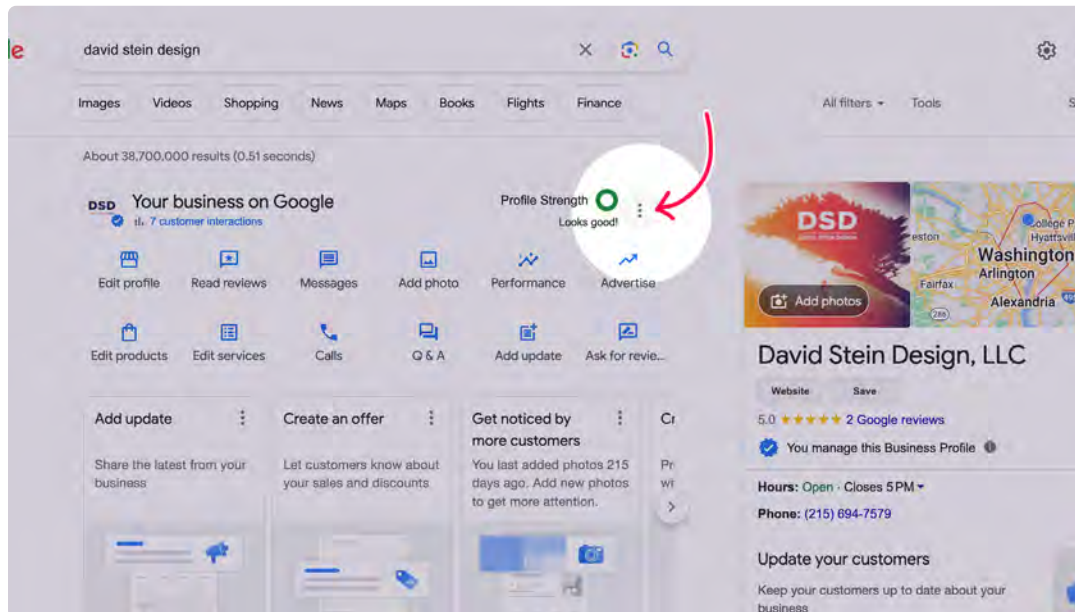 le
david stein design
Images Videos Shopping News Maps Books Flights Finance
All filters Tools
S
About 38,700,000 results (0.51 seconds)
DSD Your business on Google
7 customer interactions
Profile Strength
Looks good!
Edit profile Read reviews Messages Add photo Performance Advertise
Edit products Edit services Calls Q & A Add update Ask for revie...
Add update
Share the latest from your
business
Create an offer
Let customers know about
your sales and discounts
Get noticed by
more customers
You last added photos 215
days ago. Add new photos
to get more attention.
Cr
Pr
wr
DSD
Add photos
College P
Hyattsvil
eston
Washington
Arlington
Fairfax
Alexandria
495
286
David Stein Design, LLC
Website Save
5.0 2 Google reviews
You manage this Business Profile
Hours: Open · Closes 5 PM
Phone: (215) 694-7579
Update your customers
Keep your customers up to date about your
business